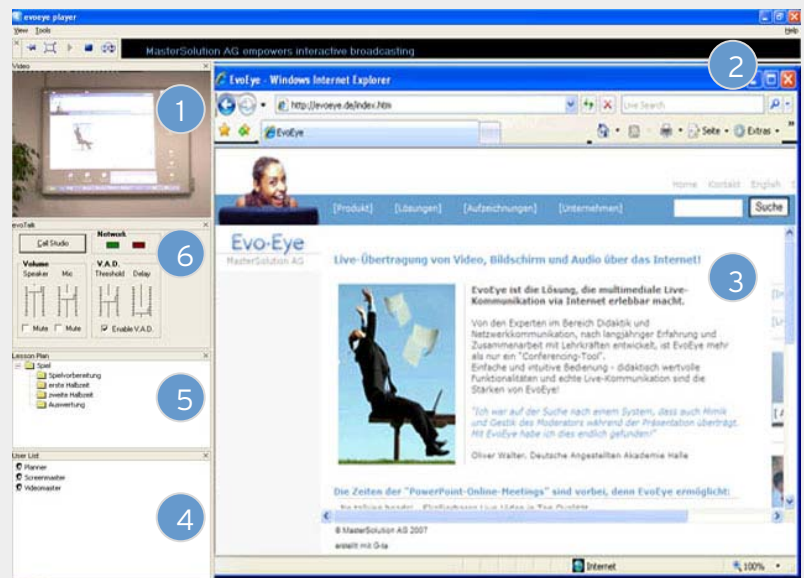 evoeye player
View Tools Help
MasterSolution AG empowers interactive broadcasting
Video
1
2
EvoEye - Windows Internet Explorer
http://evoeye.de/index.htm
Live Search
EvoEye
Seite
Extras
Home Kontakt English
[Produkt] [Lösungen] [Aufzeichnungen] [Unternehmen]
Suche
Evo-Eye
MasterSolution AG
Live-Übertragung von Video, Bildschirm und Audio über das Internet!
3
EvoEye ist die Lösung, die multimediale Live-
Kommunikation via Internet erlebbar macht.
Von den Experten im Bereich Didaktik und
Netzwerkkommunikation, nach langjähriger Erfahrung und
Zusammenarbeit mit Lehrkräften entwickelt, ist EvoEye mehr
als nur ein "Conferencing-Tool".
Einfache und intuitive Bedienung - didaktisch wertvolle
Funktionalitäten und echte Live-Kommunikation sind die
Starken von EvoEye!
"Ich war auf der Suche nach einem System, dass auch Mimik
und Gestik des Moderators während der Präsentation überträgt.
Mit EvoEye habe ich dies endlich gefunden!"
Oliver Walter, Deutsche Angestellten Akademie Halle
Die Zeiten der "PowerPoint-Online-Meetings" sind vorbei, denn EvoEye ermöglicht:
© MasterSolution AG 2007
erstellt mit
Internet
100%
evoTalk
Call Studio
Network
6
Volume
V.A.D.
Speaker Mic
Threshold Delay
Mute Mute
Enable V.A.D.
Lesson Plan
Spiel
Spielvorbereitung
erste Halbzeit
zweite Halbzeit
Auswertung
5
User List
Planner
Screenmaster
Videomaster
4